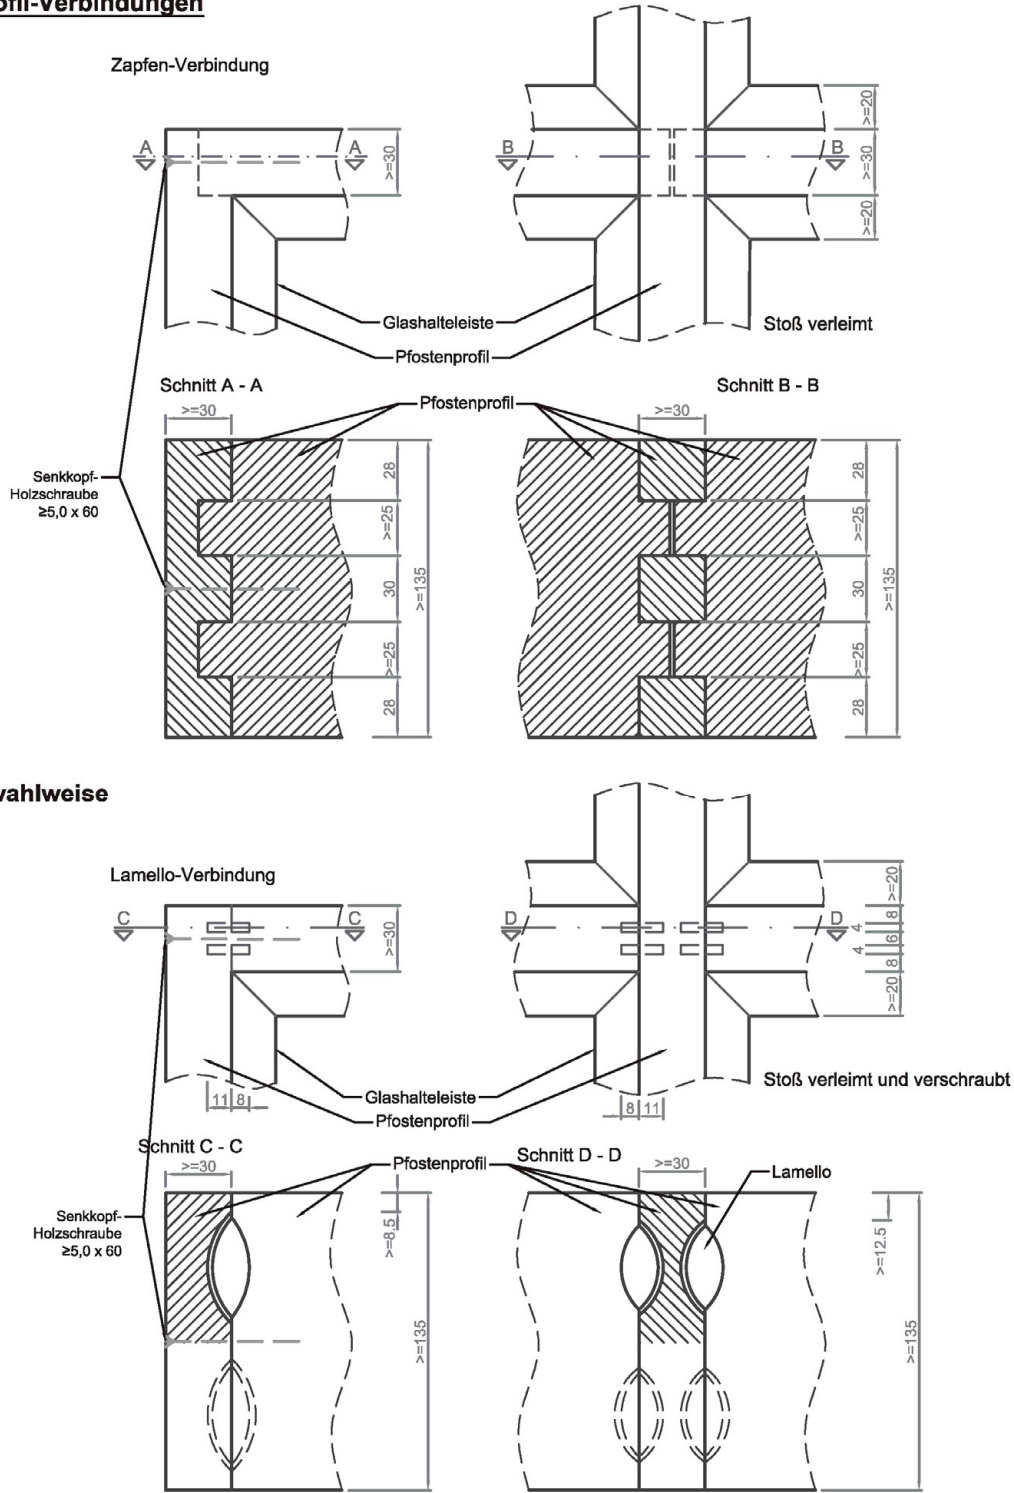 ofil-Verbindungen
Zapfen-Verbindung
A
A
>=30
B
B
>=20
>=30
>=20
Glashalteleiste
Pfostenprofil
Stoß verleimt
Schnitt A - A
Schnitt B - B
>=30
Pfostenprofil
>=30
Senkkopf-
Holzschraube
≥5,0 x 60
28
>=25
30
>=25
28
>=135
28
>=25
30
>=25
28
>=135
wahlweise
Lamello-Verbindung
C
C
>=30
D
D
>=20
8
4
6
4
8
>=20
11
8
Glashalteleiste
Pfostenprofil
8
11
Stoß verleimt und verschraubt
Schnitt C - C
Schnitt D - D
>=30
Pfostenprofil
>=30
Lamello
Senkkopf-
Holzschraube
≥5,0 x 60
>=8,5
>=135
>=12.5
>=135